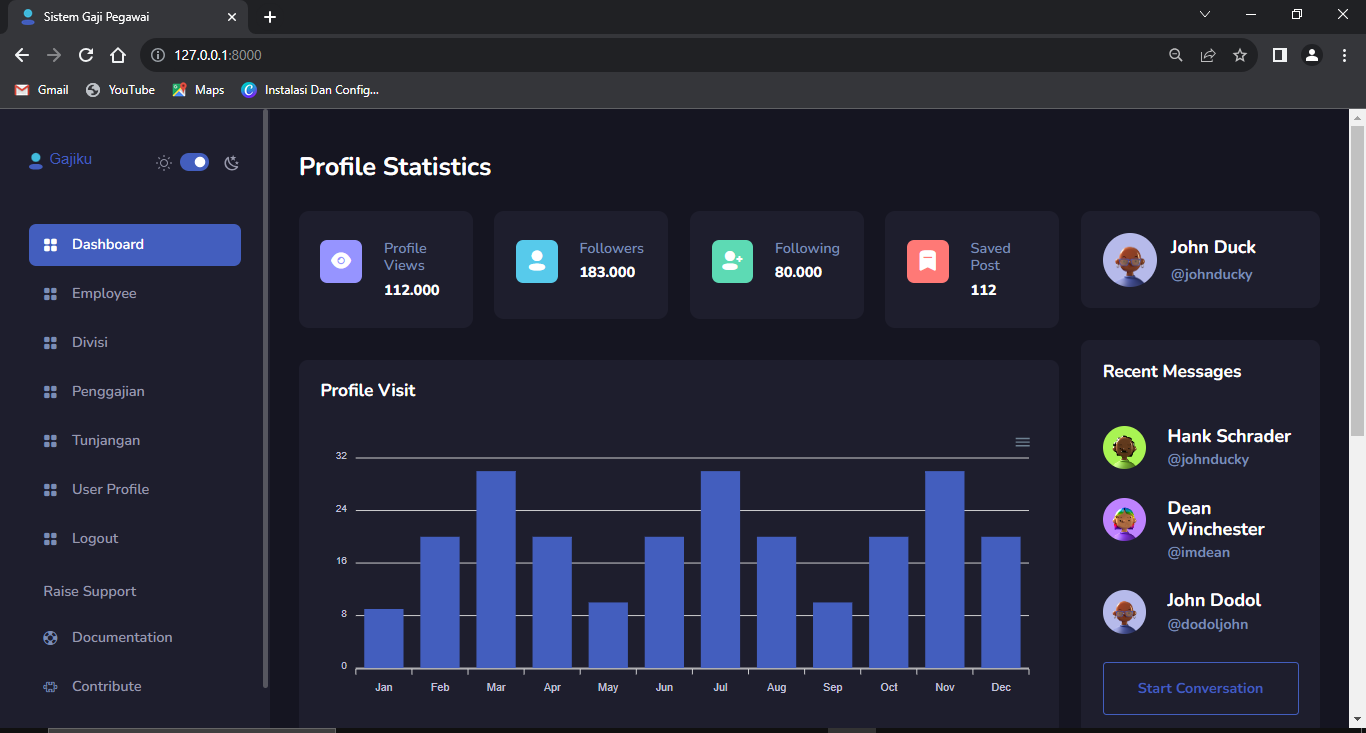 Sistem Gaji Pegawai
127.0.0.1:8000
Gmail
YouTube
Maps
Instalasi Dan Config...
Gajiku
Dashboard
Employee
Divisi
Penggajian
Tunjangan
User Profile
Logout
Raise Support
Documentation
Contribute
Profile Statistics
Profile
Views
112.000
Followers
183.000
Following
80.000
Saved
Post
112
John Duck
@johnducky
Profile Visit
32
24
16
8
0
Jan Feb Mar Apr May Jun Jul Aug Sep Oct Nov Dec
Recent Messages
Hank Schrader
@johnducky
Dean
Winchester
@imdean
John Dodol
@dodoljohn
Start Conversation